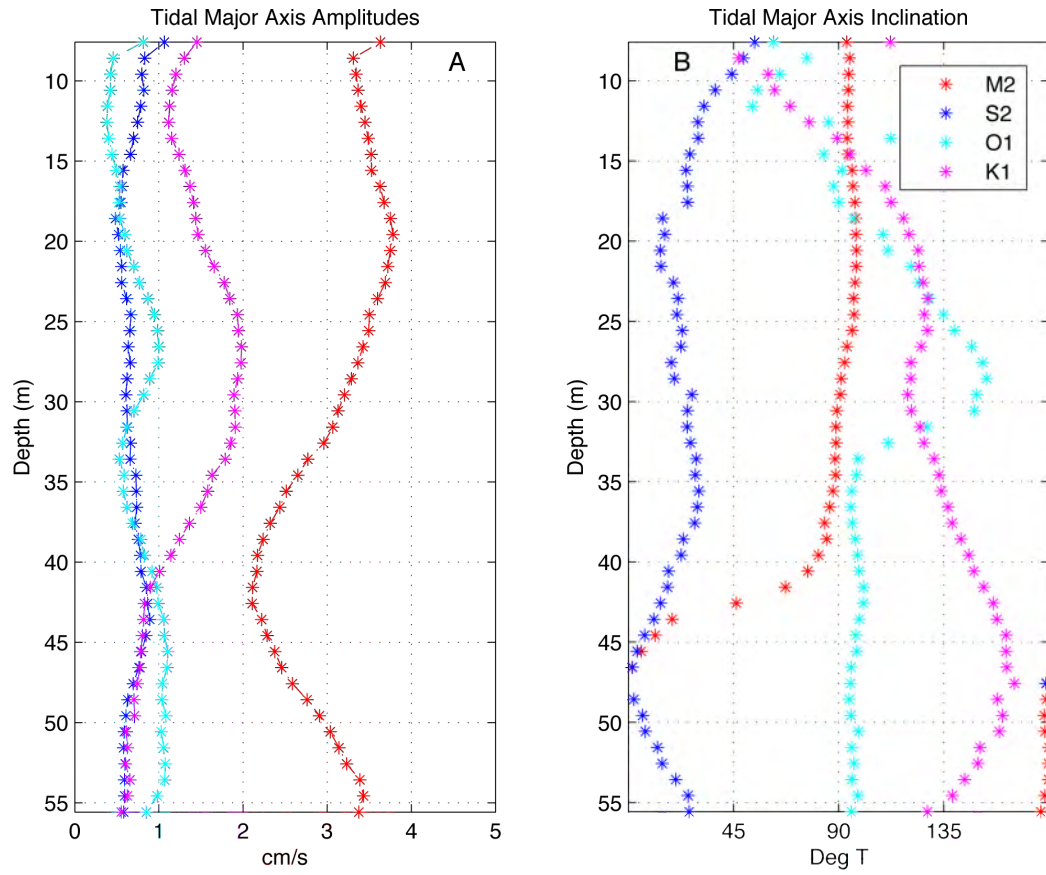 Tidal Major Axis Amplitudes
A
Depth (m)
10
15
20
25
30
35
40
45
50
55
0 1 2 3 4 5
cm/s
Tidal Major Axis Inclination
B
M2
S2
O1
K1
Depth (m)
10
15
20
25
30
35
40
45
50
55
45 90 135
Deg T